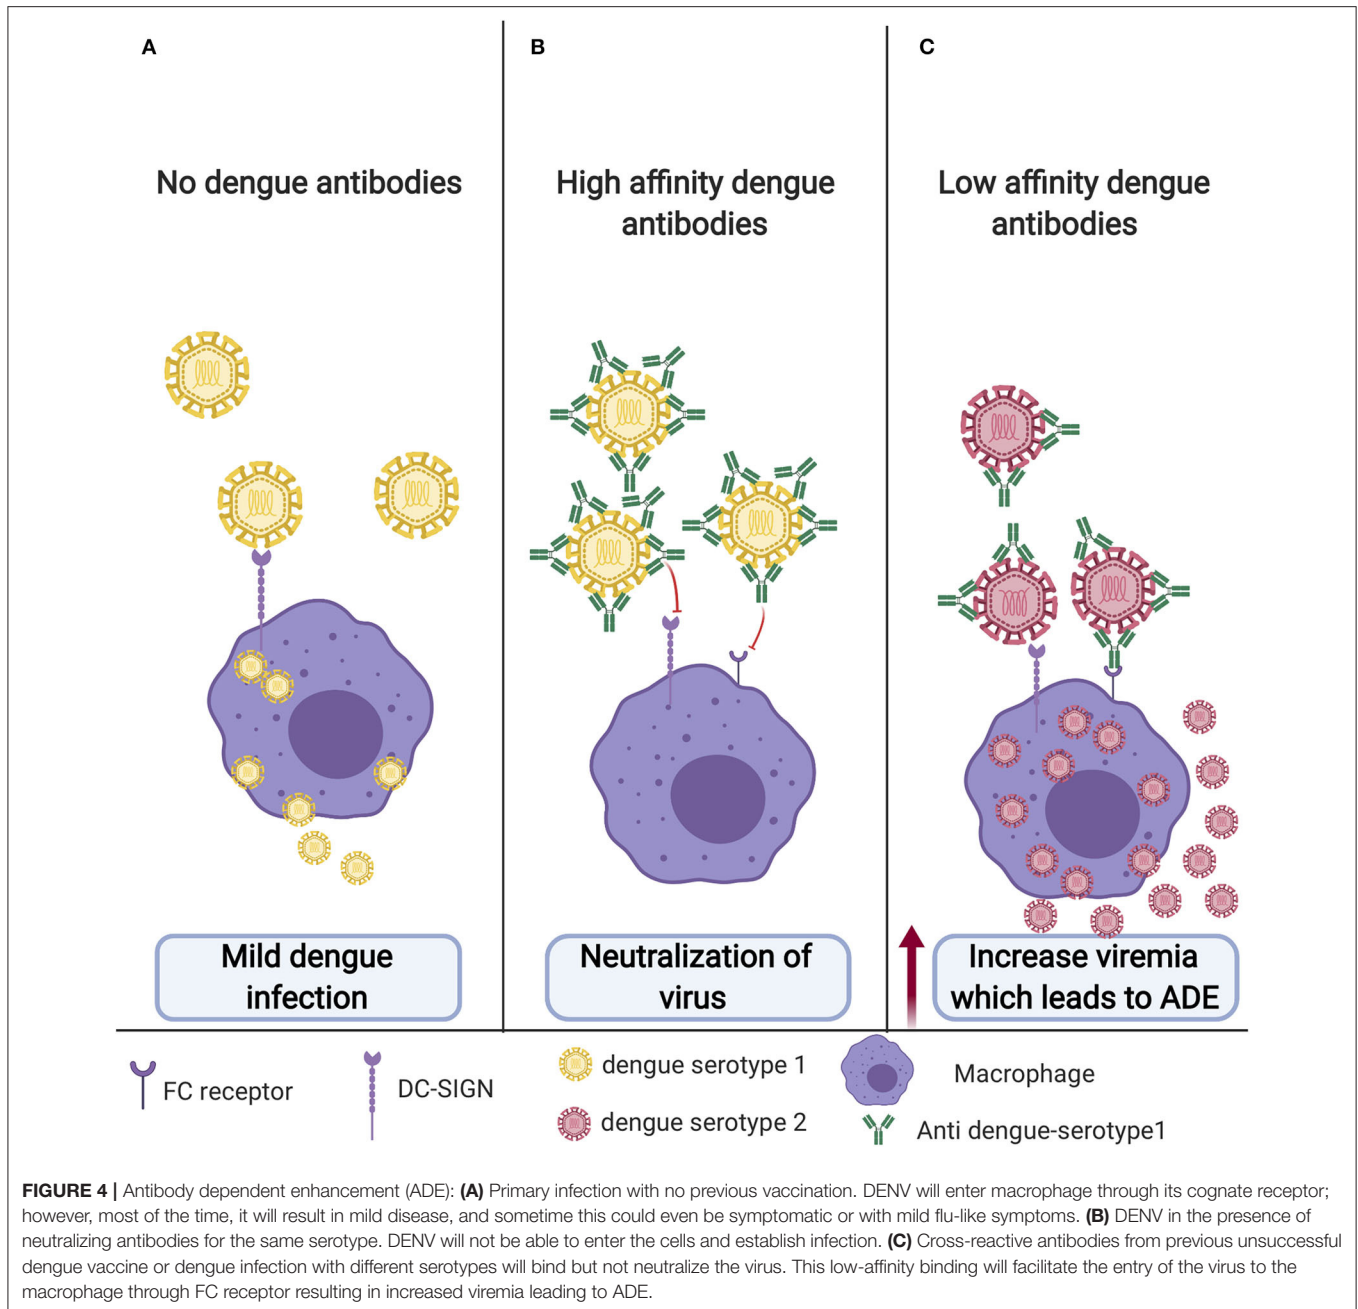 A
B
C
No dengue antibodies
High affinity dengue
antibodies
Low affinity dengue
antibodies
Mild dengue
infection
Neutralization of
virus
Increase viremia
which leads to ADE
FC receptor
DC-SIGN
dengue serotype 1
dengue serotype 2
Macrophage
Anti dengue-serotype1
FIGURE 4 | Antibody dependent enhancement (ADE): (A) Primary infection with no previous vaccination. DENV will enter macrophage through its cognate receptor;
however, most of the time, it will result in mild disease, and sometime this could even be symptomatic or with mild flu-like symptoms. (B) DENV in the presence of
neutralizing antibodies for the same serotype. DENV will not be able to enter the cells and establish infection. (C) Cross-reactive antibodies from previous unsuccessful
dengue vaccine or dengue infection with different serotypes will bind but not neutralize the virus. This low-affinity binding will facilitate the entry of the virus to the
macrophage through FC receptor resulting in increased viremia leading to ADE.